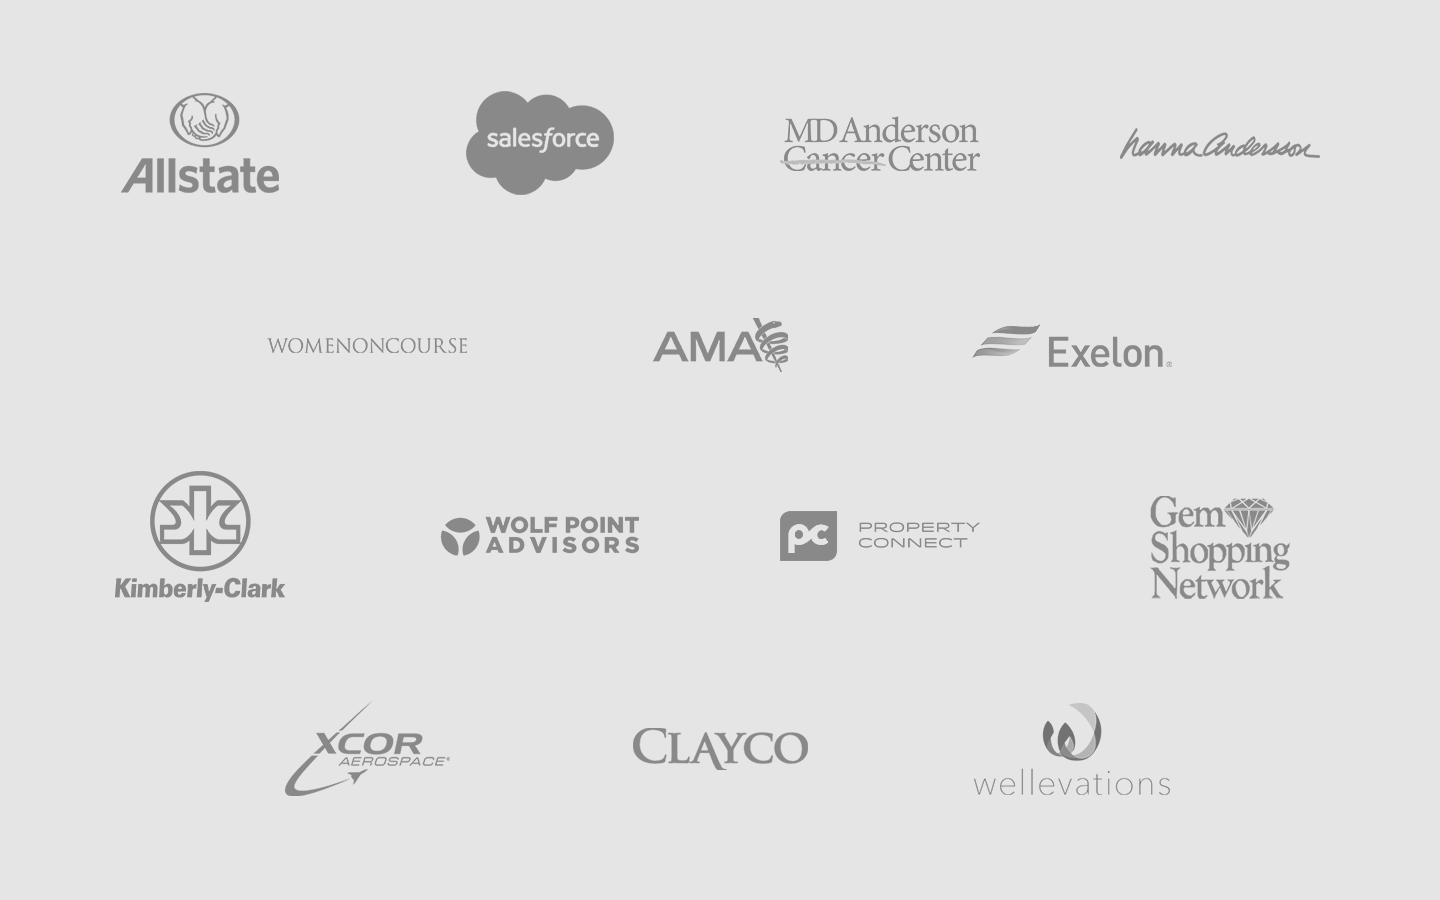 Allstate
salesforce
MD Anderson
Cancer Center
hanna Andersson
WOMENONCOURSE
AMA
Exelon®
Kimberly-Clark
WOLF POINT
ADVISORS
pc
PROPERTY
CONNECT
Gem
Shopping
Network
XCOR
AEROSPACE®
CLAYCO
wellevations